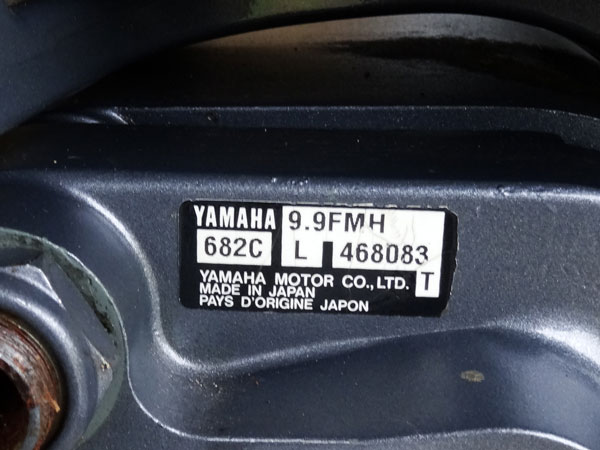 YAMAHA 9.9FMH
682C L 468083
YAMAHA MOTOR CO.,LTD. T
MADE IN JAPAN
PAYS D'ORIGINE JAPON